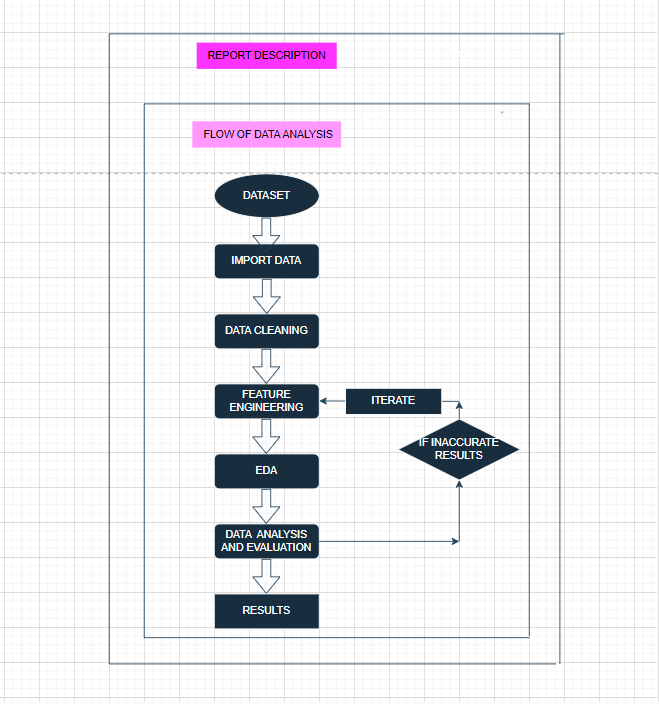 REPORT DESCRIPTION
FLOW OF DATA ANALYSIS
DATASET
IMPORT DATA
DATA CLEANING
FEATURE
ENGINEERING
ITERATE
IF INACCURATE
RESULTS
EDA
DATA ANALYSIS
AND EVALUATION
RESULTS